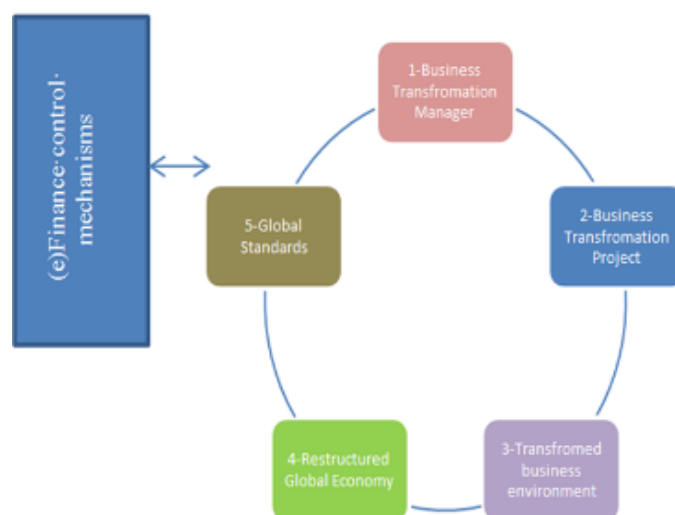 (e)Finance·control·
mechanisms
1-Business
Transfromation
Manager
2-Business
Transfromation
Project
3-Transfromed
business
environment
4-Restructured
Global Economy
5-Global
Standards